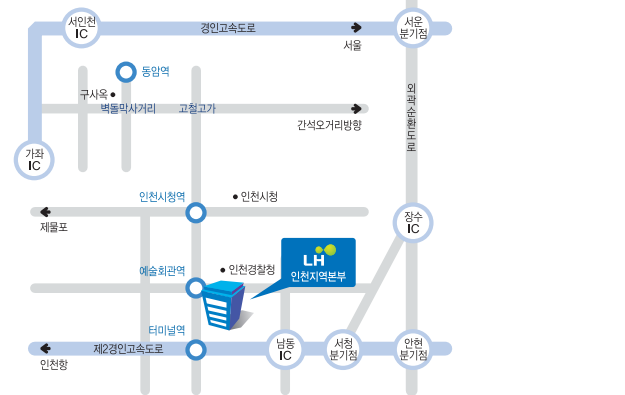 서인천
IC
경인고속도로
서울
서운
분기점
동암역
구사옥
벽돌막사거리
고철고가
간석오거리방향
외곽순환도로
가좌
IC
인천시청역
인천시청
제물포
장수
IC
예술회관역
인천경찰청
LH
인천지역본부
터미널역
제2경인고속도로
인천항
남동
IC
서청
분기점
안현
분기점